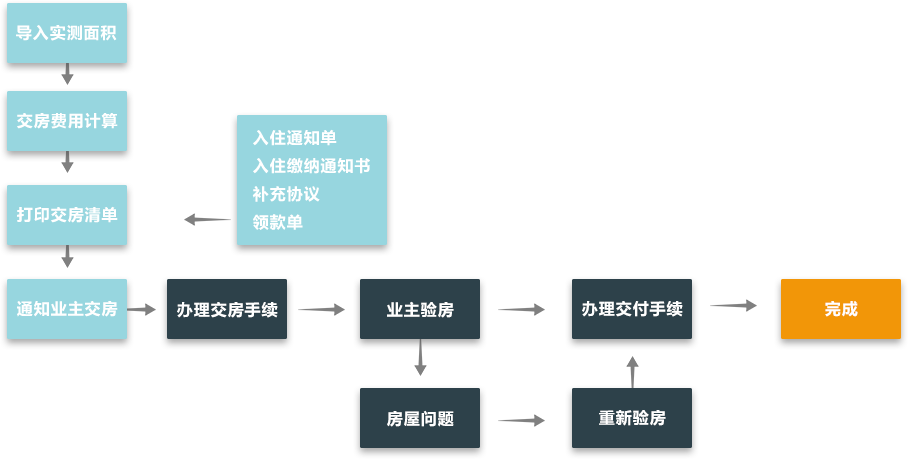 导入实测面积
交房费用计算
打印交房清单
入住通知单
入住缴纳通知书
补充协议
领款单
通知业主交房
办理交房手续
业主验房
办理交付手续
完成
房屋问题
重新验房